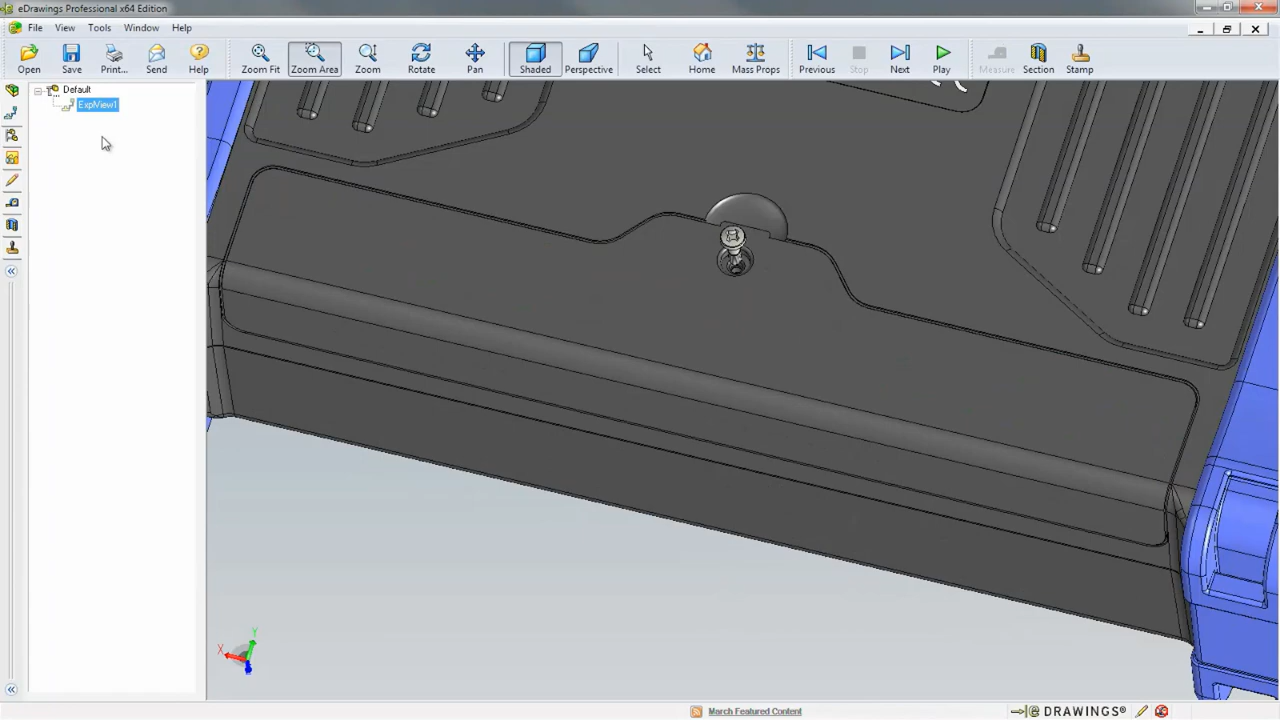 eDrawings Professional x64 Edition
File View Tools Window Help
Open Save Print... Send Help Zoom Fit Zoom Area Zoom Rotate Pan Shaded Perspective Select Home Mass Props Previous Stop Next Play Measure Section Stamp
Default
ExplView1
Y
X
March Featured Content
e DRAWINGS®